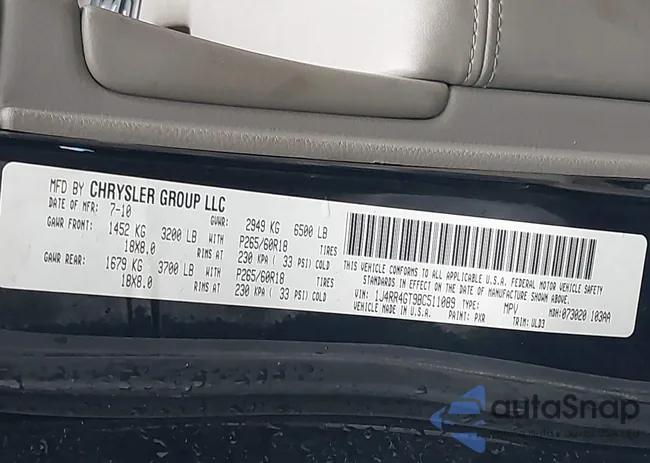 MFD BY CHRYSLER GROUP LLC
DATE OF MFR: 7-10 GVWR: 2949 KG 6500 LB
GAWR FRONT: 1452 KG 3200 LB WITH P265/60R18 TIRES
18X8.0 RIMS AT 230 KPA ( 33 PSI) COLD
GAWR REAR: 1679 KG 3700 LB WITH P265/60R18 TIRES
18X8.0 RIMS AT 230 KPA ( 33 PSI) COLD
THIS VEHICLE CONFORMS TO ALL APPLICABLE U.S.A. FEDERAL MOTOR VEHICLE SAFETY
STANDARDS IN EFFECT ON THE DATE OF MANUFACTURE SHOWN ABOVE.
VIN: 1J4RR4GT9BC511089 TYPE: MPV MDH: 073020 103AA
VEHICLE MADE IN U.S.A. PAINT: PXR TRIM: ULD3
autoSnap